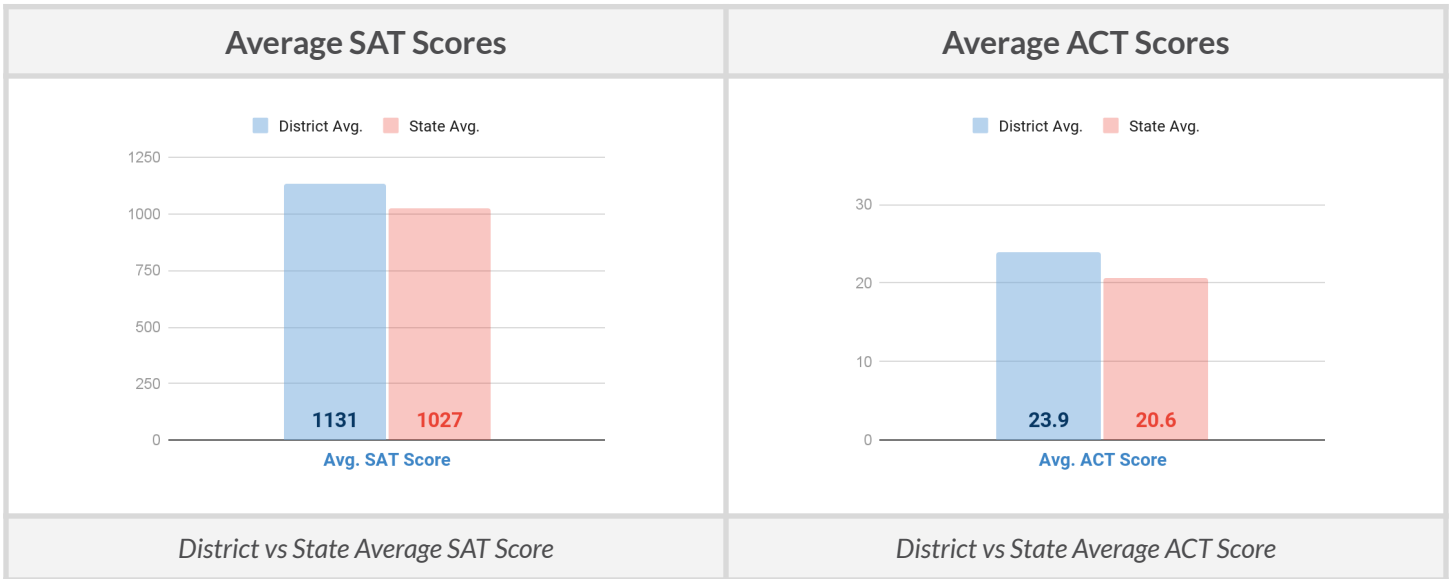 Average SAT Scores
District Avg. State Avg.
1250
1000
750
500
250
0
1131 1027
Avg. SAT Score
District vs State Average SAT Score
Average ACT Scores
District Avg. State Avg.
30
20
10
0
23.9 20.6
Avg. ACT Score
District vs State Average ACT Score